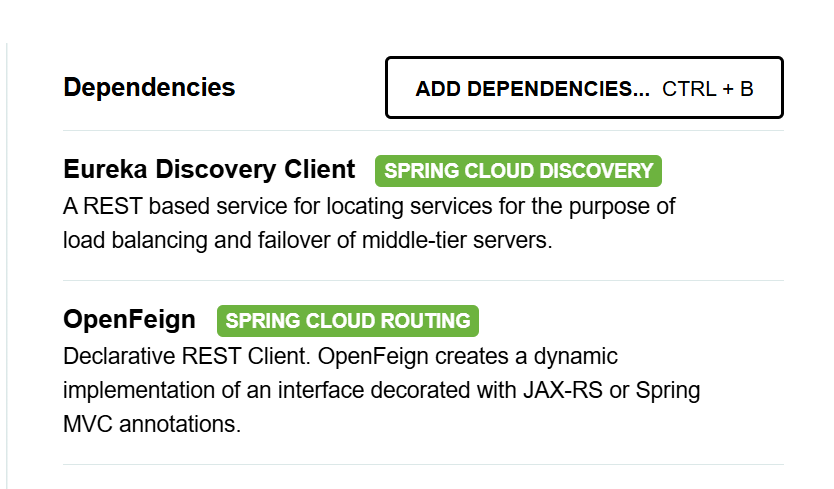 Dependencies
ADD DEPENDENCIES... CTRL + B
Eureka Discovery Client SPRING CLOUD DISCOVERY
A REST based service for locating services for the purpose of
load balancing and failover of middle-tier servers.
OpenFeign SPRING CLOUD ROUTING
Declarative REST Client. OpenFeign creates a dynamic
implementation of an interface decorated with JAX-RS or Spring
MVC annotations.